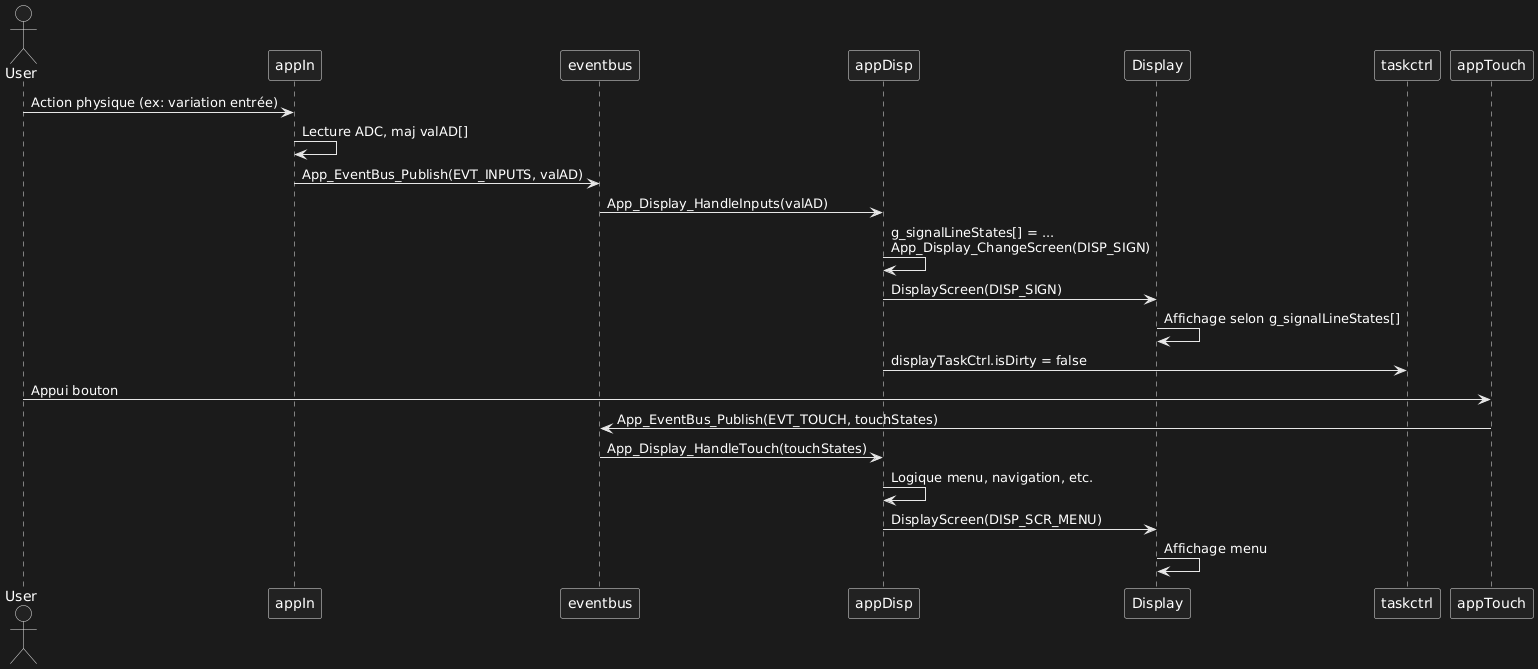 User
appIn
eventbus
appDisp
Display
taskctrl
appTouch
Action physique (ex: variation entrée)
Lecture ADC, maj valAD[]
App_EventBus_Publish(EVT_INPUTS, valAD)
App_Display_HandleInputs(valAD)
g_signalLineStates[] = ...
App_Display_ChangeScreen(DISP_SIGN)
DisplayScreen(DISP_SIGN)
Affichage selon g_signalLineStates[]
displayTaskCtrl.isDirty = false
Appui bouton
App_EventBus_Publish(EVT_TOUCH, touchStates)
App_Display_HandleTouch(touchStates)
Logique menu, navigation, etc.
DisplayScreen(DISP_SCR_MENU)
Affichage menu
User
appIn
eventbus
appDisp
Display
taskctrl
appTouch